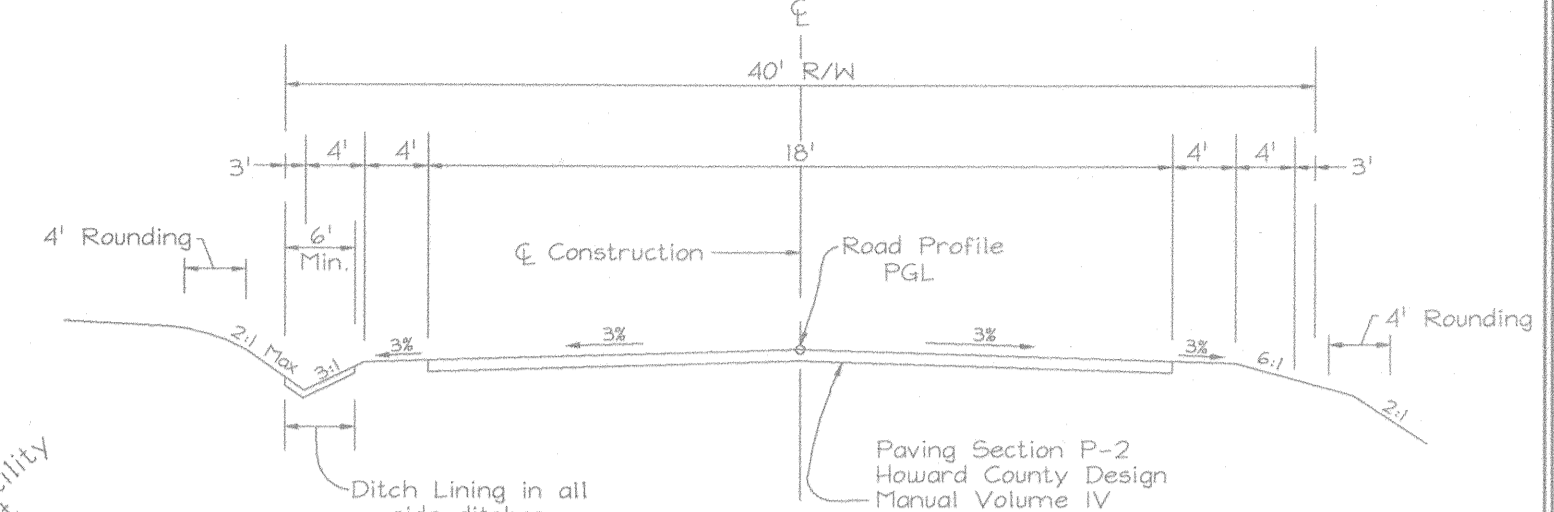 ℄
40' R/W
3' 4' 4' 18' 4' 4' 3'
4' Rounding
6'
Min.
℄ Construction
Road Profile
PGL
4' Rounding
2:1 Max
3:1
3%
3%
3%
3%
6:1
2:1
Paving Section P-2
Howard County Design
Manual Volume IV
Ditch Lining in all